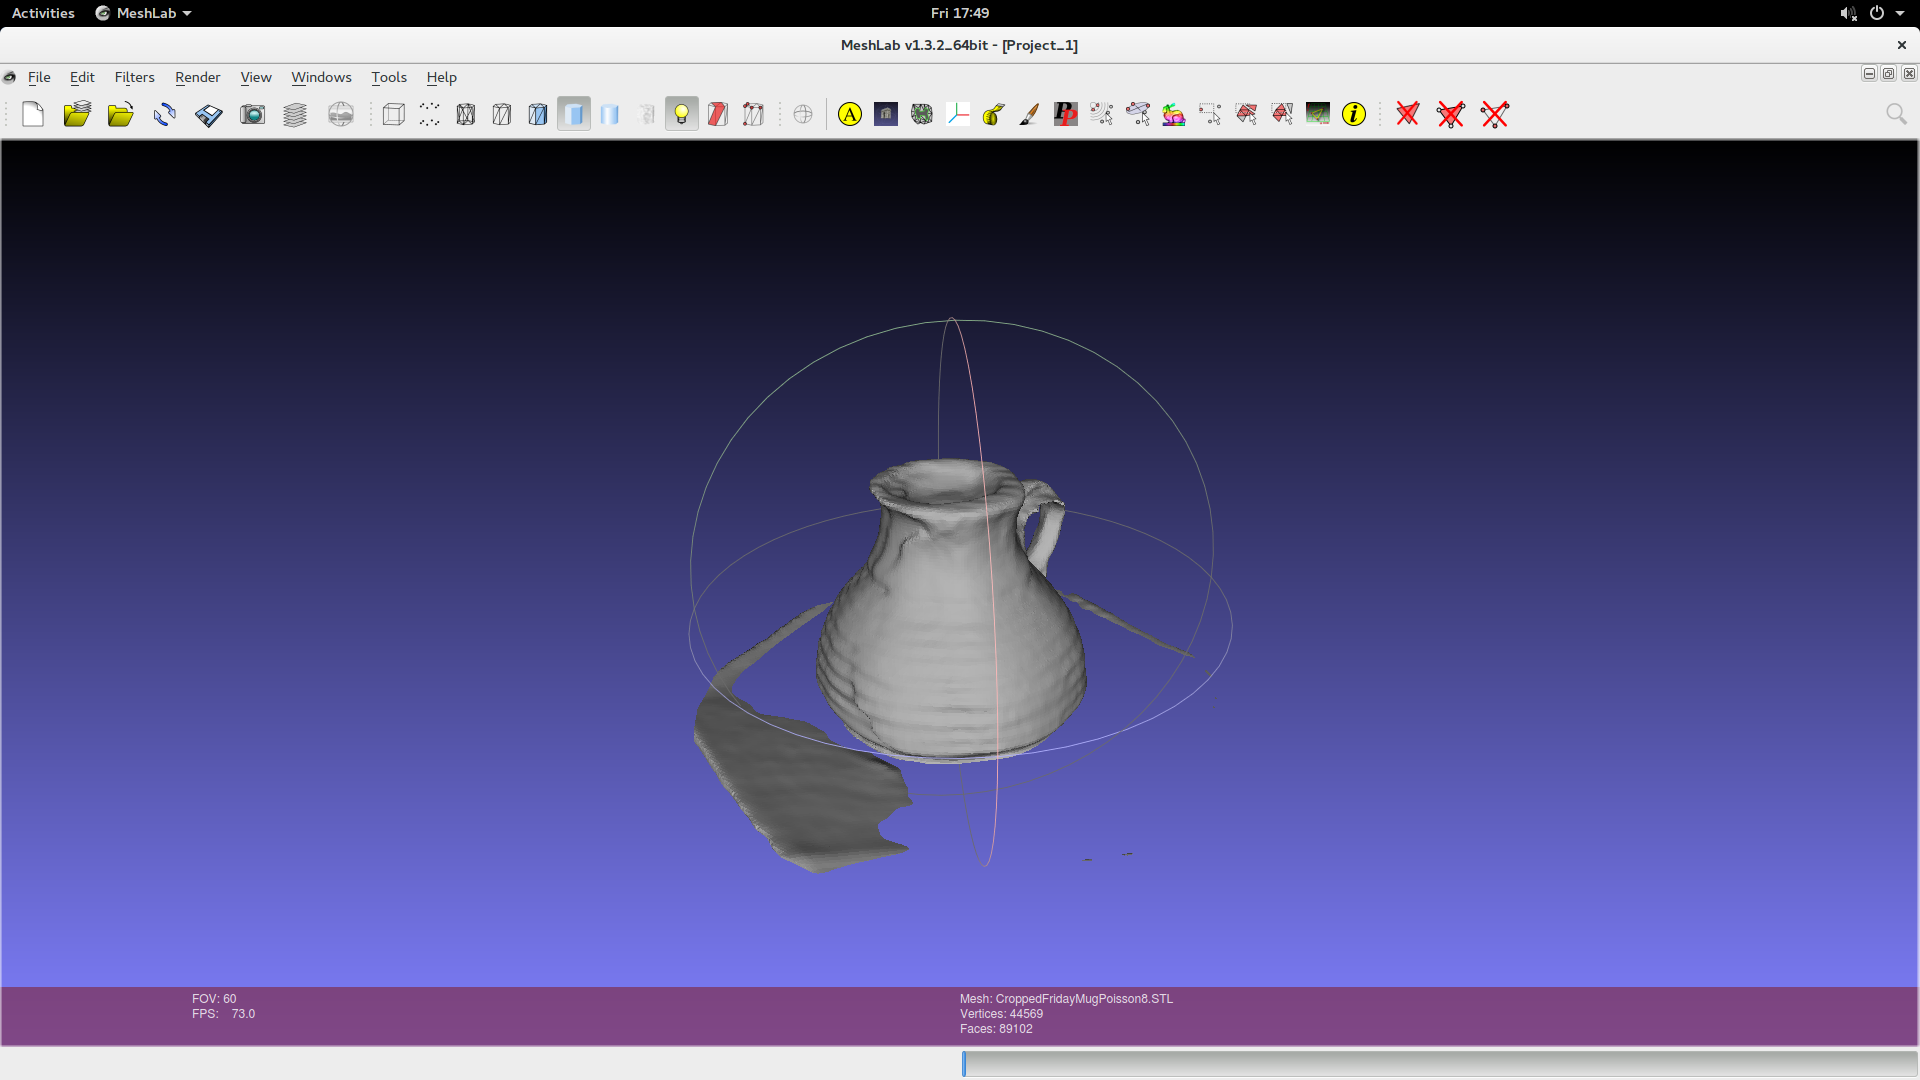 Activities MeshLab Fri 17:49
MeshLab v1.3.2_64bit - [Project_1]
File Edit Filters Render View Windows Tools Help
A PP i
FOV: 60
FPS: 73.0
Mesh: CroppedFridayMugPoisson8.STL
Vertices: 44569
Faces: 89102